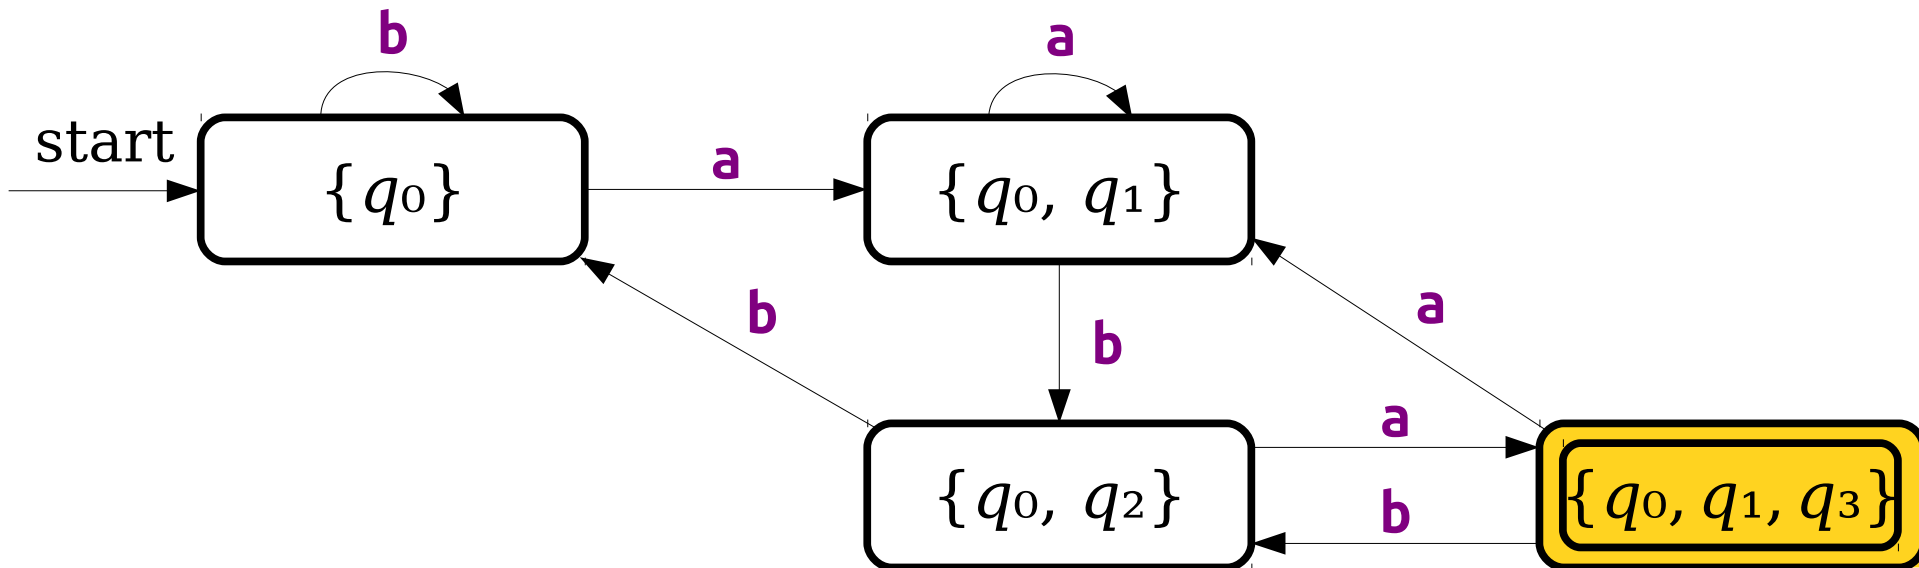 b
a
start
{q₀}
a
{q₀, q₁}
b
b
a
{q₀, q₂}
a
b
{q₀, q₁, q₃}